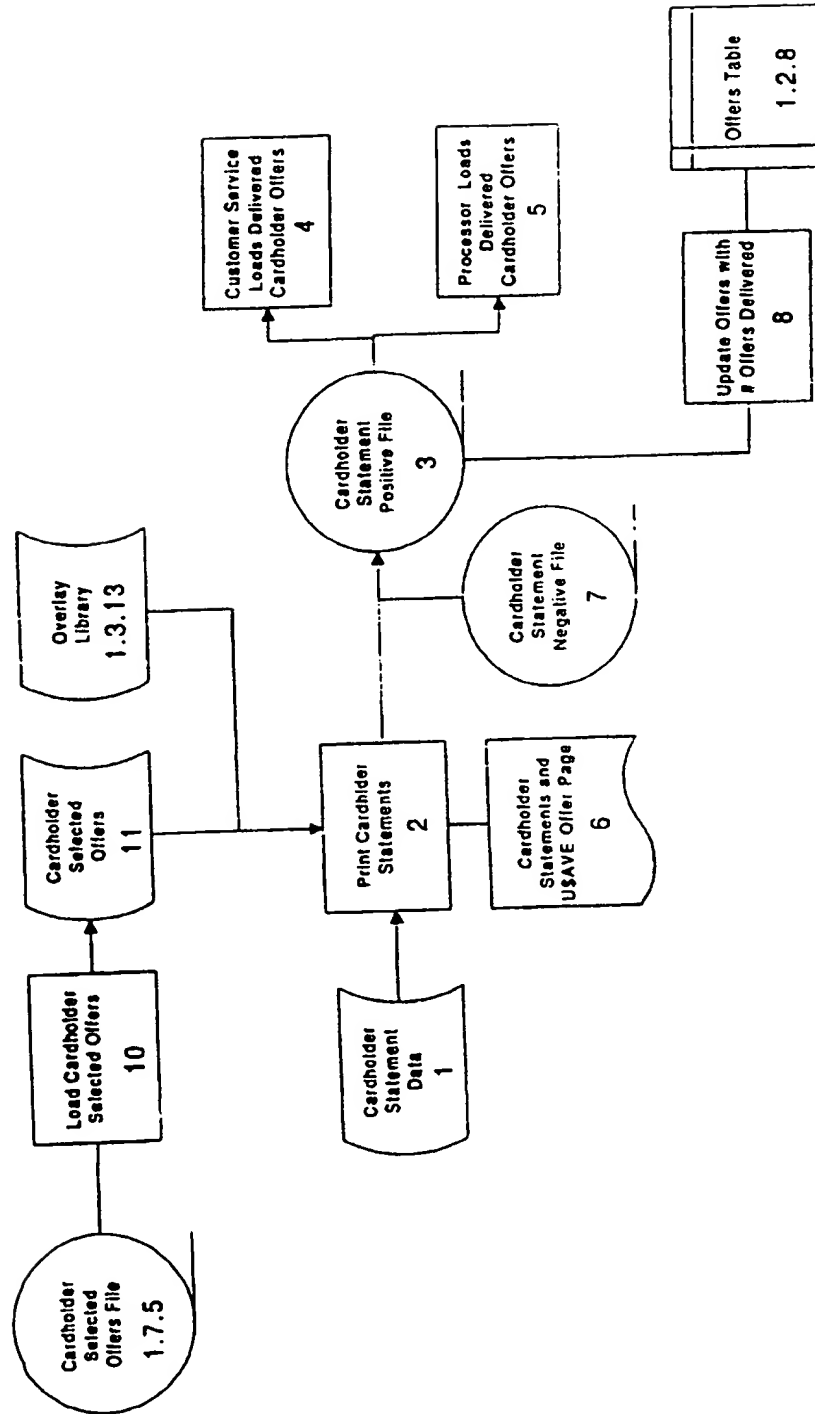 Cardholder
Selected
Offers File
1.7.5
Load Cardholder
Selected Offers
10
Cardholder
Selected
Offers
11
Overlay
Library
1.3.13
Cardholder
Statement
Data
1
Print Cardhlder
Statements
2
Cardholder
Statements and
U$AVE Offer Page
6
Cardholder
Statement
Positive File
3
Cardholder
Statement
Negative File
7
Customer Service
Loads Delivered
Cardholder Offers
4
Processor Loads
Delivered
Cardholder Offers
5
Update Offers with
# Offers Delivered
8
Offers Table
1.2.8